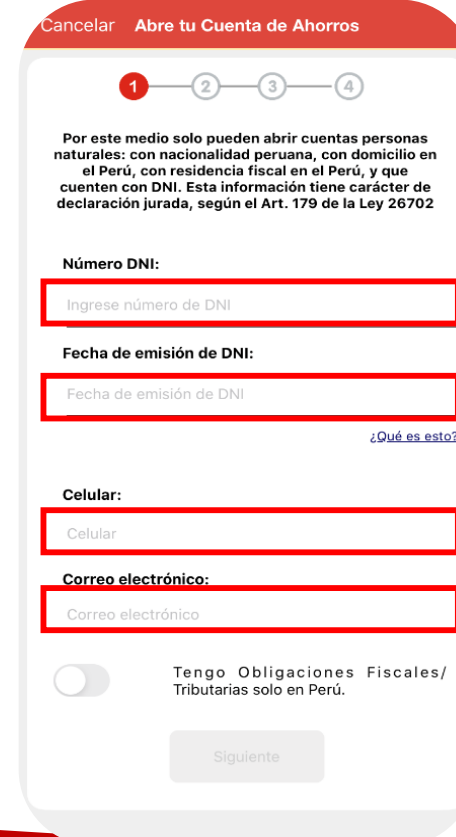 Cancelar Abre tu Cuenta de Ahorros
1 2 3 4
Por este medio solo pueden abrir cuentas personas
naturales: con nacionalidad peruana, con domicilio en
el Perú, con residencia fiscal en el Perú, y que
cuenten con DNI. Esta información tiene carácter de
declaración jurada, según el Art. 179 de la Ley 26702
Número DNI:
Ingrese número de DNI
Fecha de emisión de DNI:
Fecha de emisión de DNI
¿Qué es esto?
Celular:
Celular
Correo electrónico:
Correo electrónico
Tengo Obligaciones Fiscales/
Tributarias solo en Perú.
Siguiente